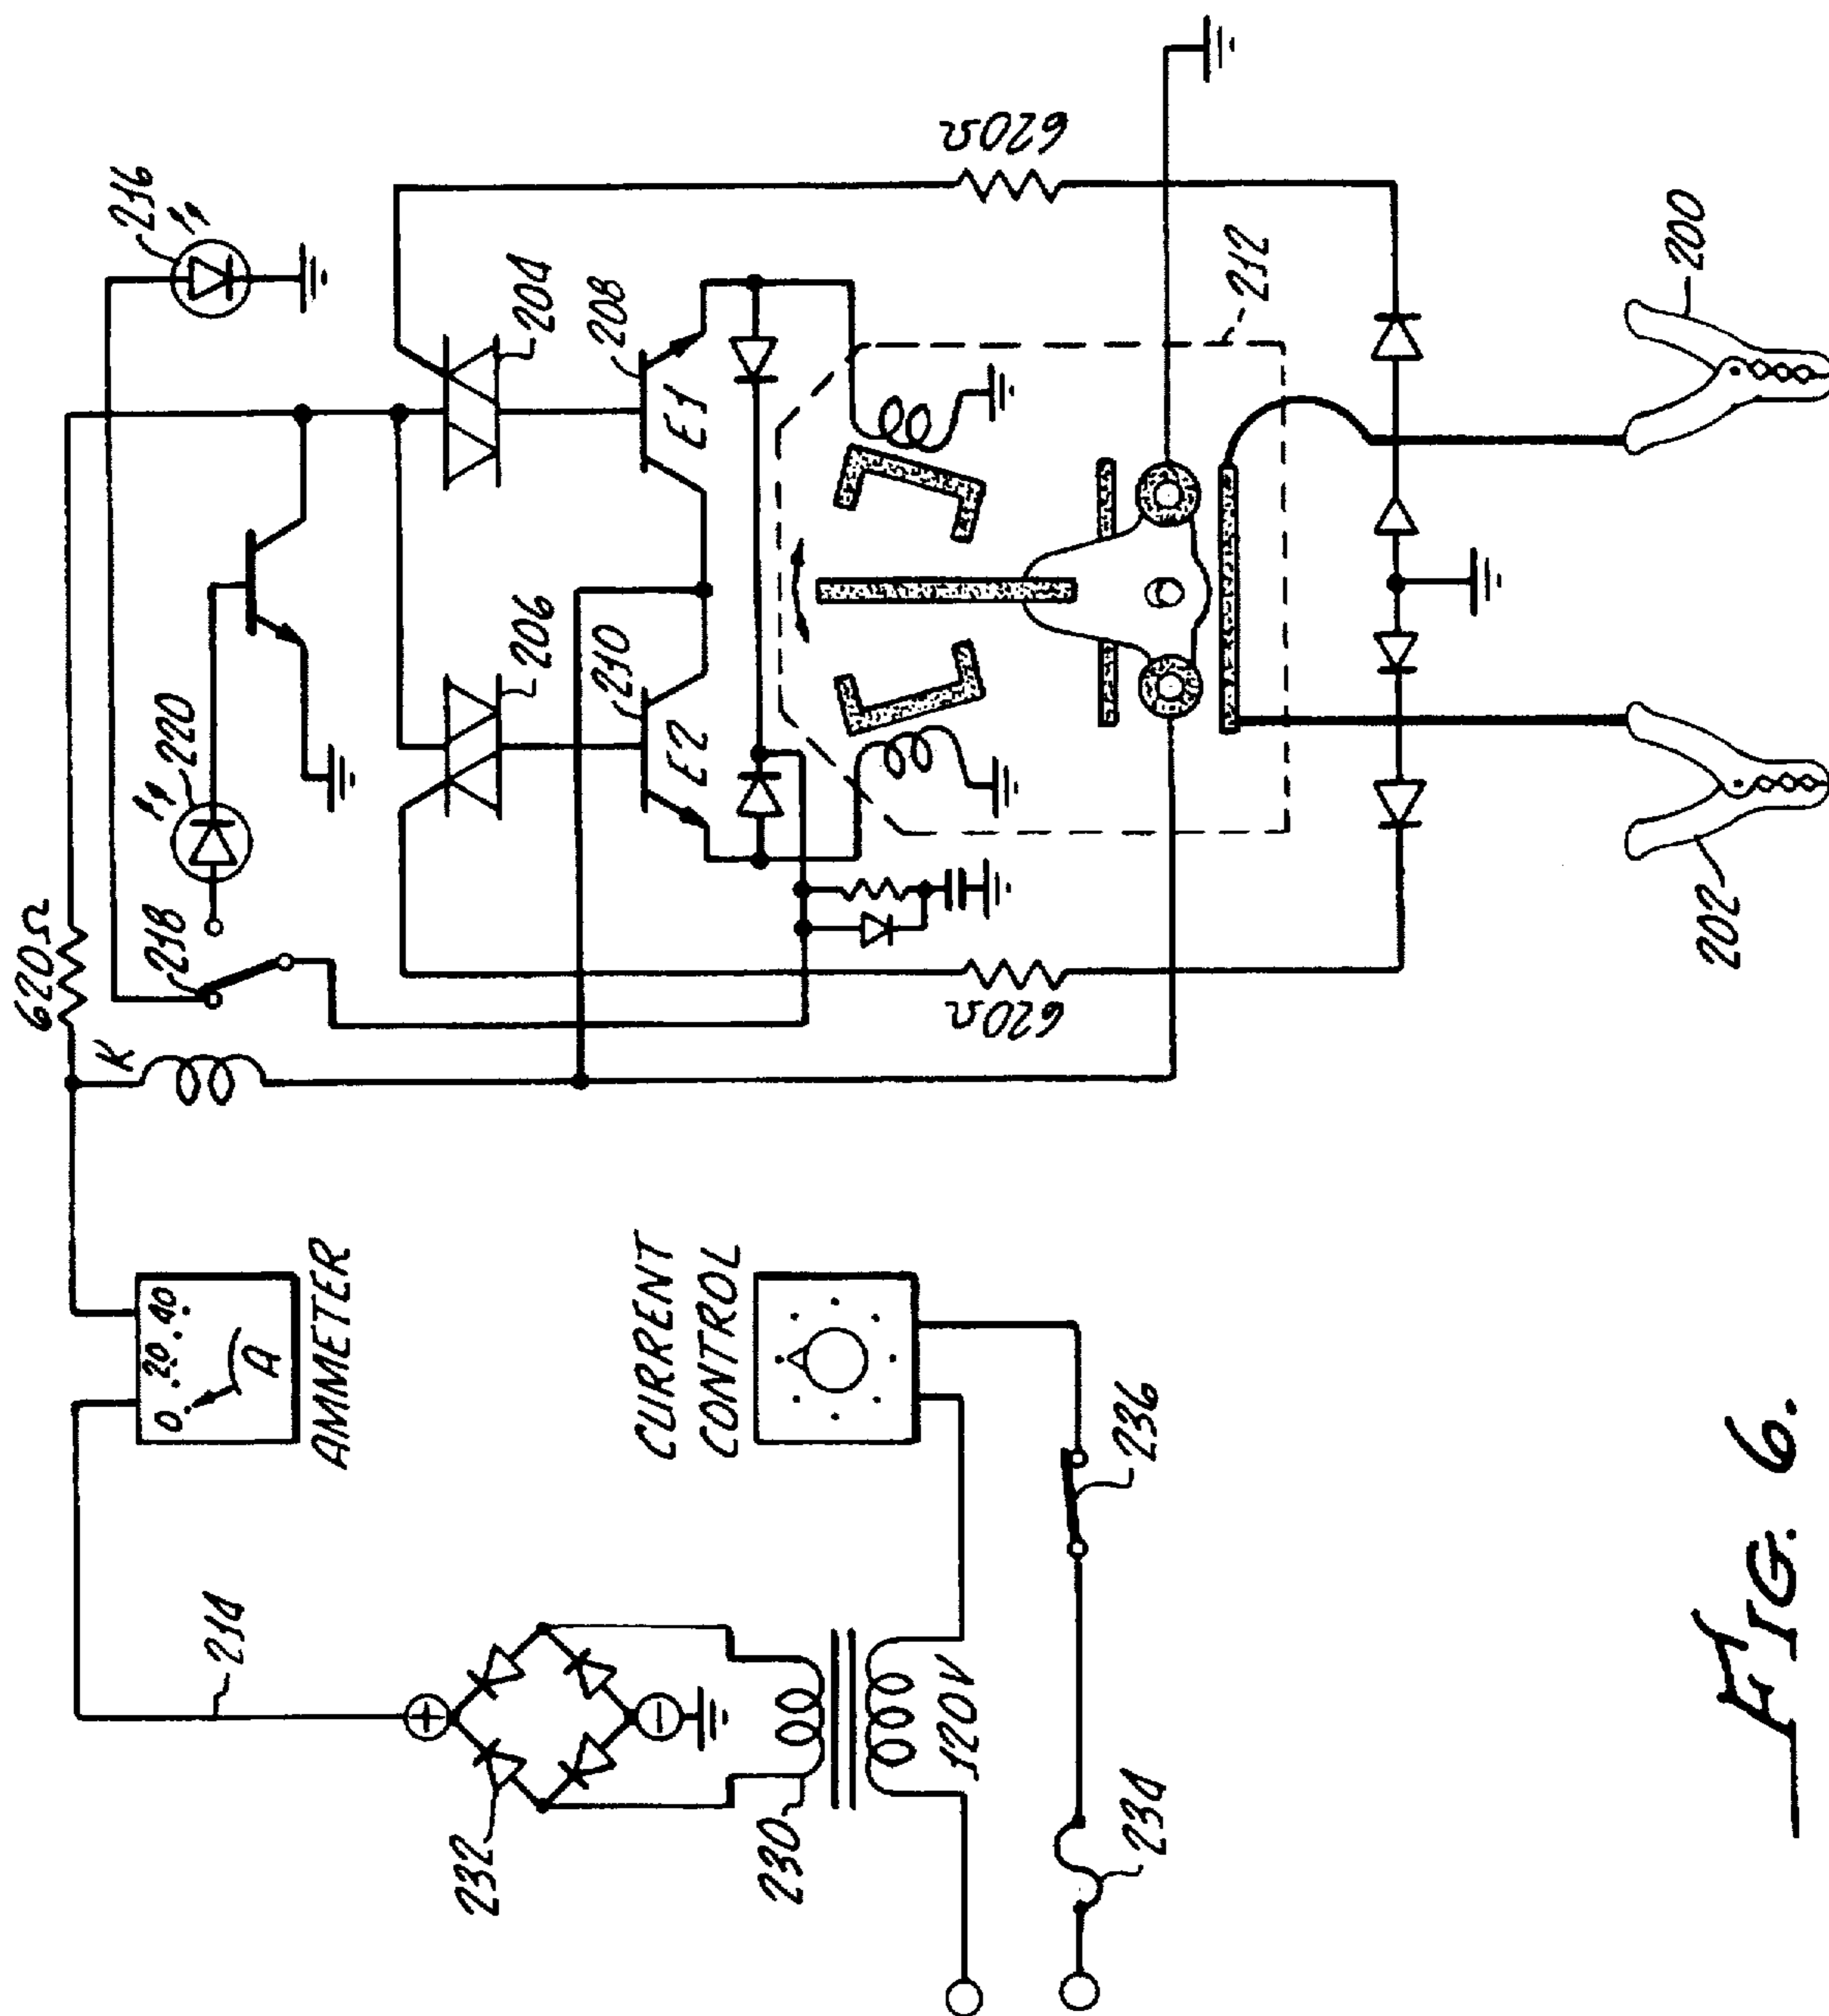 620Ω
216
218
220
K
204
206
208
210
E1
E2
620Ω
620Ω
212
200
202
214
0 . 20 . 40
A
AMMETER
CURRENT
CONTROL
232
230
120V
236
234
FIG. 6.